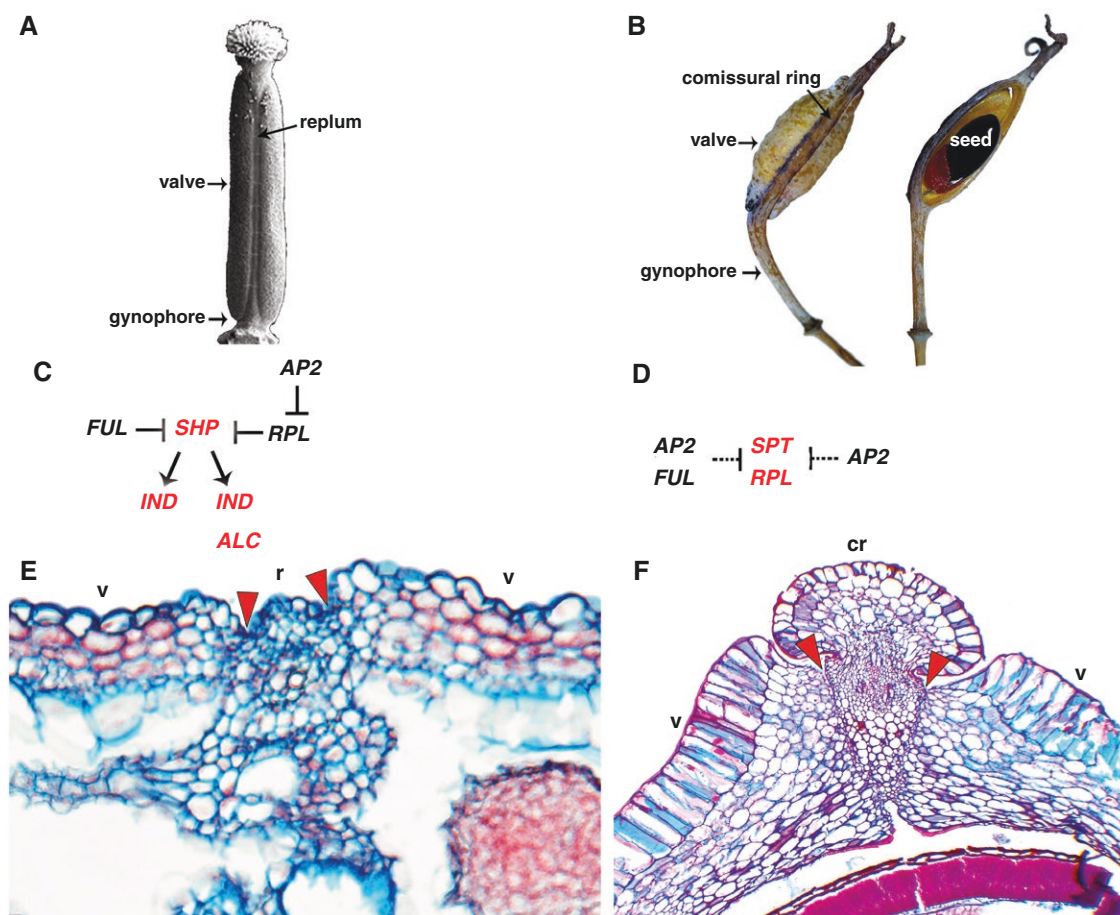 A
replum
valve
gynophore
B
comissural ring
valve
seed
gynophore
C
AP2
FUL SHP RPL
IND IND
ALC
D
AP2 SPT AP2
FUL RPL
E
v r v
F
cr
v v